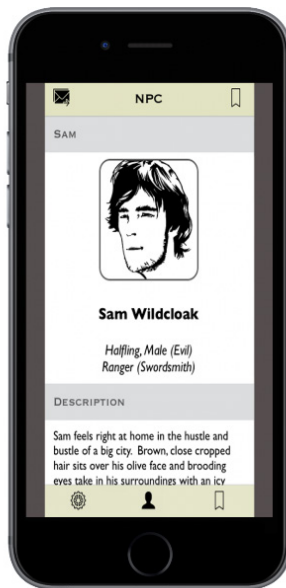 NPC
Sam
Sam Wildcloak
Halfling, Male (Evil)
Ranger (Swordsmith)
Description
Sam feels right at home in the hustle and
bustle of a big city. Brown, close cropped
hair sits over his olive face and brooding
eyes take in his surroundings with an icy